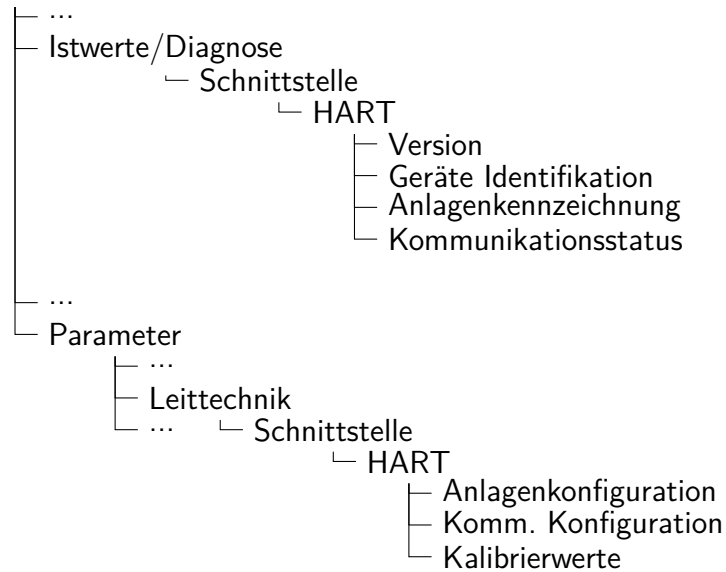 ...
Istwerte/Diagnose
Schnittstelle
HART
Version
Geräte Identifikation
Anlagenkennzeichnung
Kommunikationsstatus
...
Parameter
...
Leittechnik
... Schnittstelle
HART
Anlagenkonfiguration
Komm. Konfiguration
Kalibrierwerte